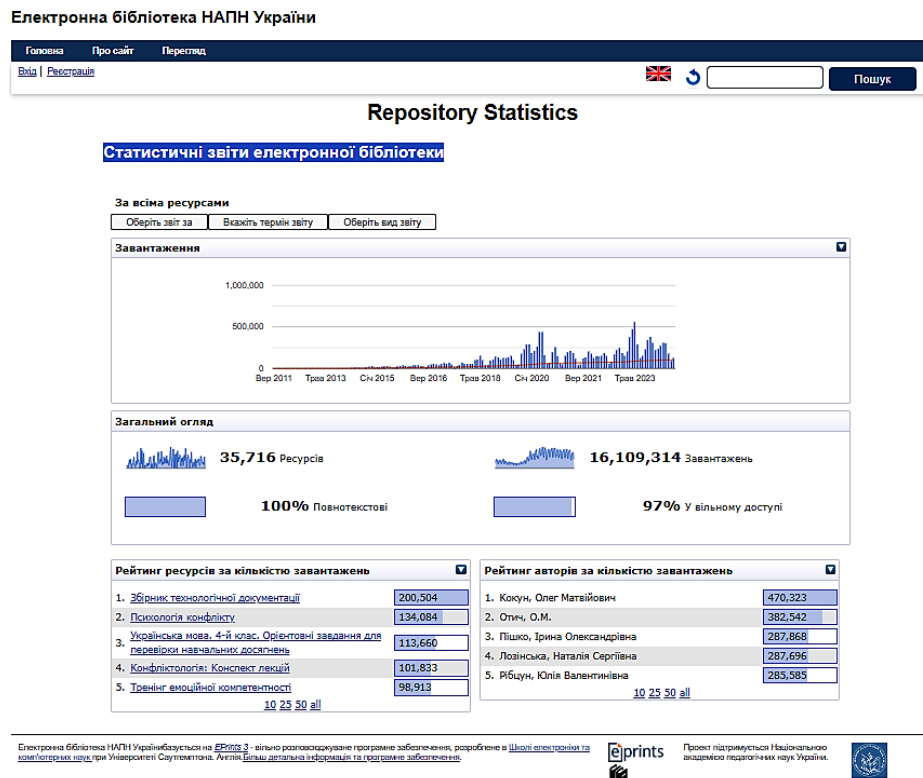 Електронна бібліотека НАПН України
Головна Про сайт Перегляд
Вхід | Реєстрація
Пошук
Repository Statistics
Статистичні звіти електронної бібліотеки
За всіма ресурсами
Оберіть звіт за Вкажіть термін звіту Оберіть вид звіту
Завантаження
1,000,000
500,000
0
Вер 2011 Трав 2013 Січ 2015 Вер 2016 Трав 2018 Січ 2020 Вер 2021 Трав 2023
Загальний огляд
35,716 Ресурсів
16,109,314 Завантажень
100% Повнотекстові
97% У вільному доступі
Рейтинг ресурсів за кількістю завантажень
1. Збірник технологічної документації 200,504
2. Психологія конфлікту 134,084
3. Українська мова. 4-й клас. Орієнтовні завдання для
перевірки навчальних досягнень 113,660
4. Конфліктологія: Конспект лекцій 101,833
5. Тренінг емоційної компетентності 98,913
10 25 50 all
Рейтинг авторів за кількістю завантажень
1. Кокун, Олег Матвійович 470,323
2. Отич, О.М. 382,542
3. Пішко, Ірина Олександрівна 287,868
4. Лозінська, Наталія Сергіївна 287,696
5. Рібцун, Юлія Валентинівна 285,585
10 25 50 all
Електронна бібліотека НАПН Українибазується на EPrints 3 - вільно розповсюджуване програмне забезпечення, розроблене в Школі електроніки та
комп'ютерних наук при Університеті Саутгемптона. Англія.Більш детальна інформація та програмне забезпечення.
eprints
Проект підтримується Національною
академією педагогічних наук України.